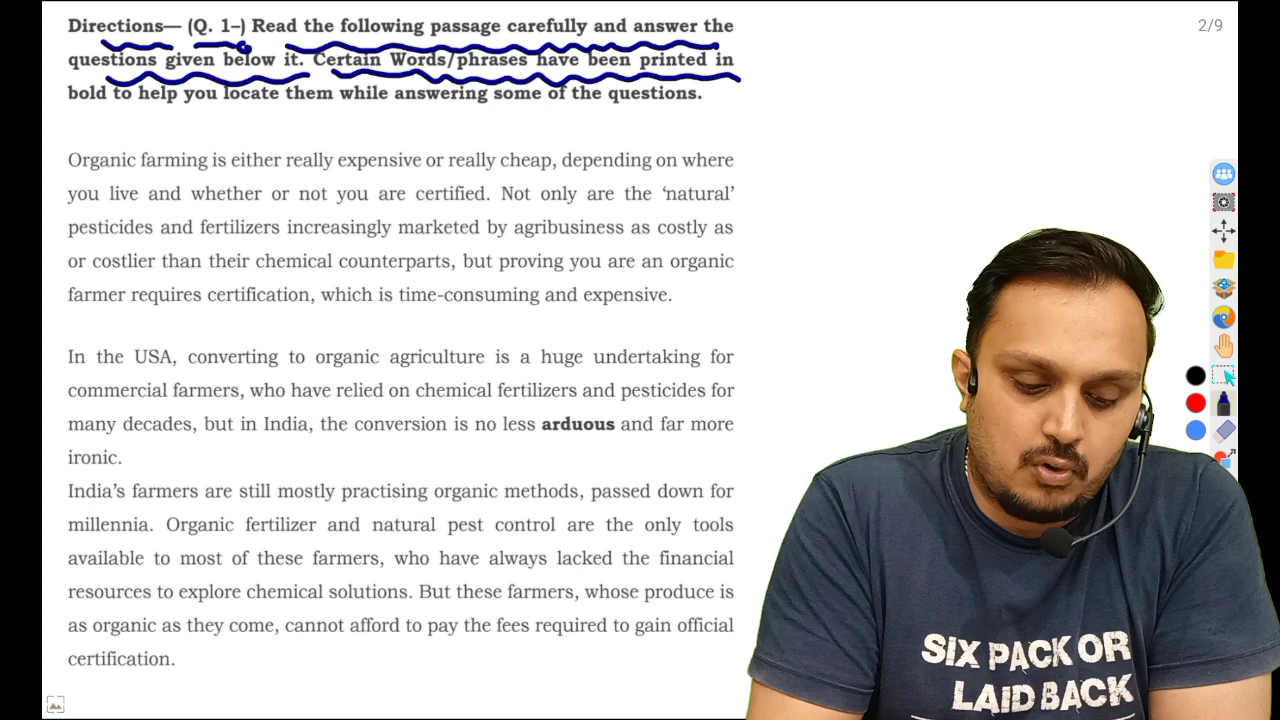 Directions— (Q. 1–) Read the following passage carefully and answer the
questions given below it. Certain Words/phrases have been printed in
bold to help you locate them while answering some of the questions.
2/9
Organic farming is either really expensive or really cheap, depending on where
you live and whether or not you are certified. Not only are the ‘natural’
pesticides and fertilizers increasingly marketed by agribusiness as costly as
or costlier than their chemical counterparts, but proving you are an organic
farmer requires certification, which is time-consuming and expensive.
In the USA, converting to organic agriculture is a huge undertaking for
commercial farmers, who have relied on chemical fertilizers and pesticides for
many decades, but in India, the conversion is no less arduous and far more
ironic.
India’s farmers are still mostly practising organic methods, passed down for
millennia. Organic fertilizer and natural pest control are the only tools
available to most of these farmers, who have always lacked the financial
resources to explore chemical solutions. But these farmers, whose produce is
as organic as they come, cannot afford to pay the fees required to gain official
certification.
SIX PACK OR
LAID BACK